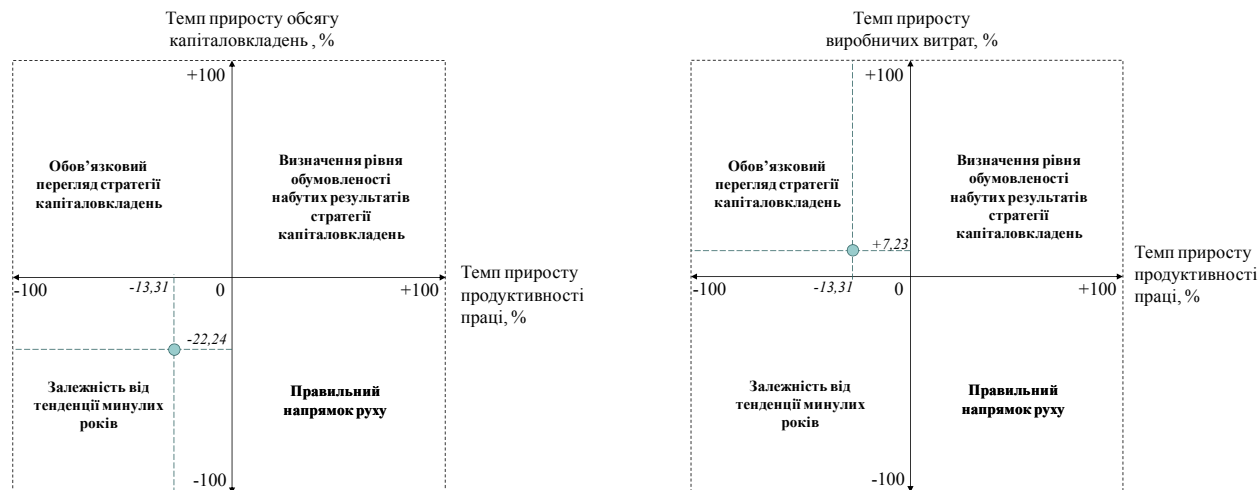 Темп приросту обсягу
капіталовкладень , %
+100
Обов’язковий
перегляд стратегії
капіталовкладень
Визначення рівня
обумовленості
набутих результатів
стратегії
капіталовкладень
-100
-13,31
0
+100
Темп приросту
продуктивності
праці, %
-22,24
Залежність від
тенденції минулих
років
Правильний
напрямок руху
-100
Темп приросту
виробничих витрат, %
+100
Обов’язковий
перегляд стратегії
капіталовкладень
Визначення рівня
обумовленості
набутих результатів
стратегії
капіталовкладень
+7,23
-100
-13,31
0
+100
Темп приросту
продуктивності
праці, %
Залежність від
тенденції минулих
років
Правильний
напрямок руху
-100